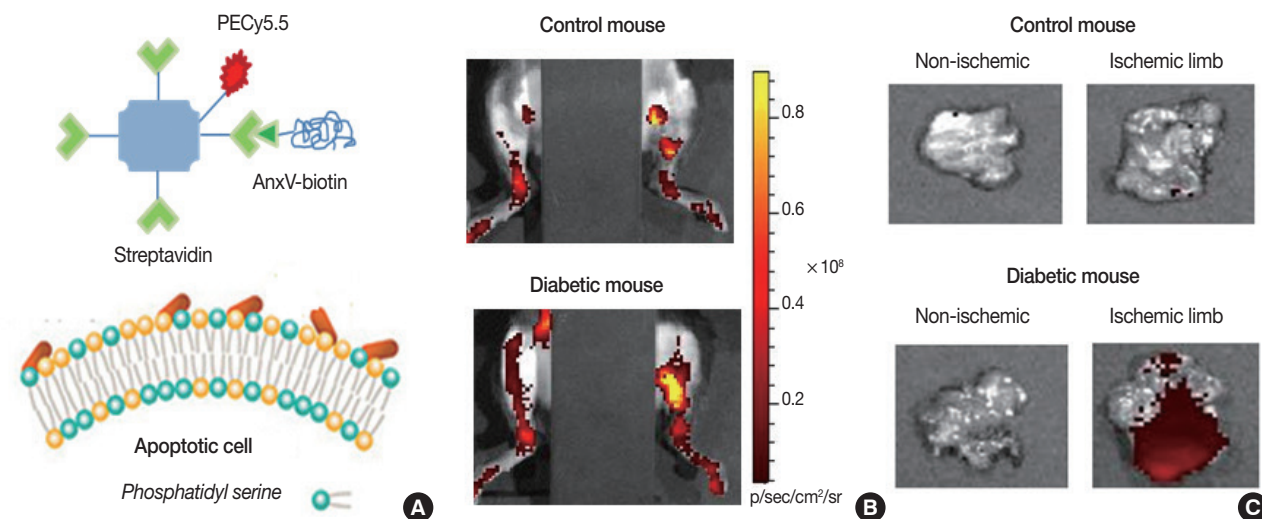 PECy5.5
AnxV-biotin
Streptavidin
Apoptotic cell
Phosphatidyl serine
A
Control mouse
Diabetic mouse
0.8
0.6
× 10⁸
0.4
0.2
p/sec/cm²/sr
B
Control mouse
Non-ischemic Ischemic limb
Diabetic mouse
Non-ischemic Ischemic limb
C